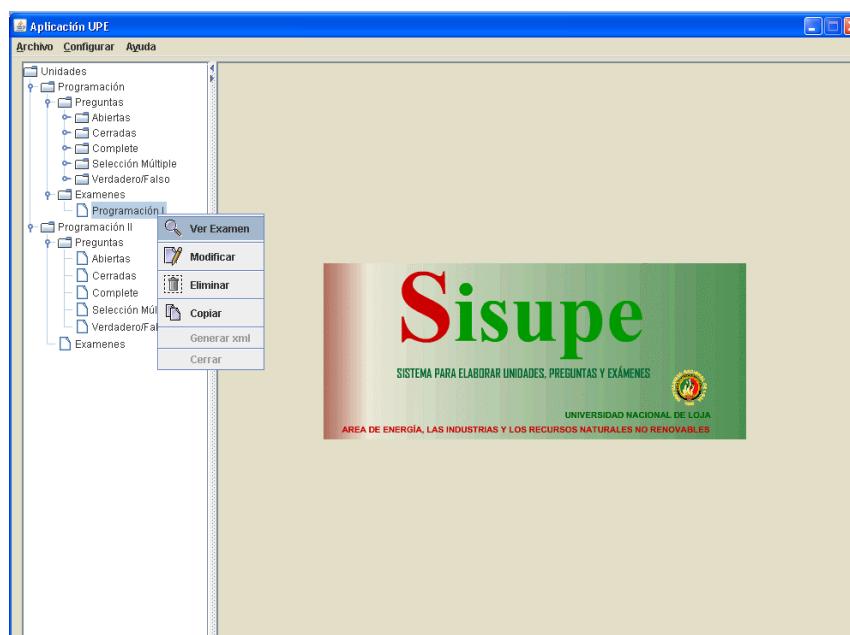 Aplicación UPE
Archivo Configurar Ayuda
Unidades
Programación
Preguntas
Abiertas
Cerradas
Complete
Selección Múltiple
Verdadero/Falso
Examenes
Programación I
Programación II
Preguntas
Abiertas
Cerradas
Complete
Selección Múl
Verdadero/Fal
Examenes
Ver Examen
Modificar
Eliminar
Copiar
Generar xml
Cerrar
Sisupe
SISTEMA PARA ELABORAR UNIDADES, PREGUNTAS Y EXÁMENES
UNIVERSIDAD NACIONAL DE LOJA
AREA DE ENERGÍA, LAS INDUSTRIAS Y LOS RECURSOS NATURALES NO RENOVABLES